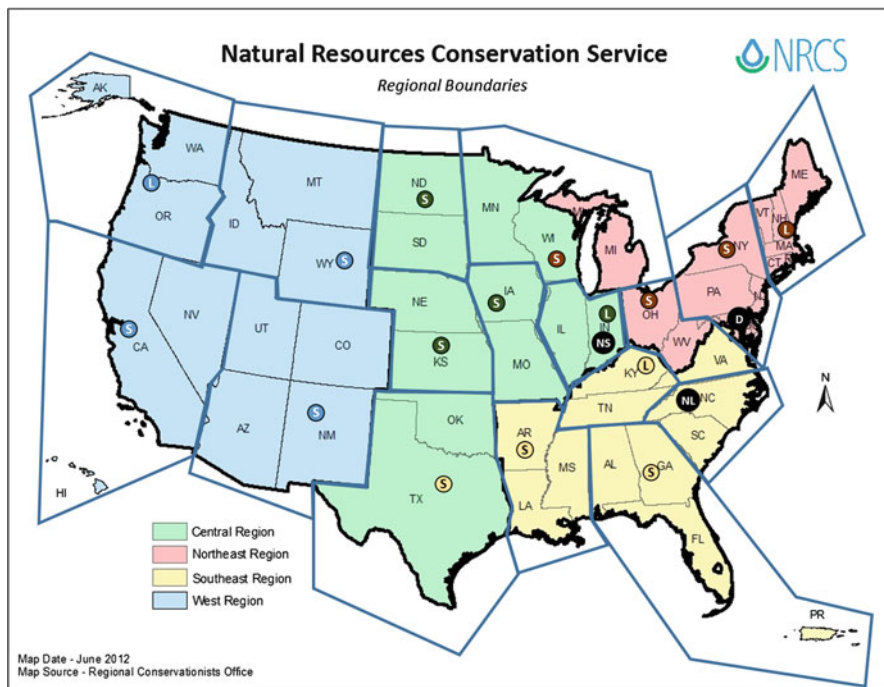 Natural Resources Conservation Service
Regional Boundaries
NRCS
AK
WA
MT
ND
MN
ME
L
OR
ID
S
SD
WI
S
MI
VT
NH
L
NY
S
MA
CT
WY
S
NE
IA
S
S
OH
PA
D
NV
UT
CO
KS
S
MO
IL
IN
L
NS
WV
VA
CA
S
KY
L
TN
NL
NC
N
AZ
NM
S
OK
AR
S
SC
TX
S
MS
AL
GA
S
LA
HI
FL
PR
Central Region
Northeast Region
Southeast Region
West Region
Map Date - June 2012
Map Source - Regional Conservationists Office